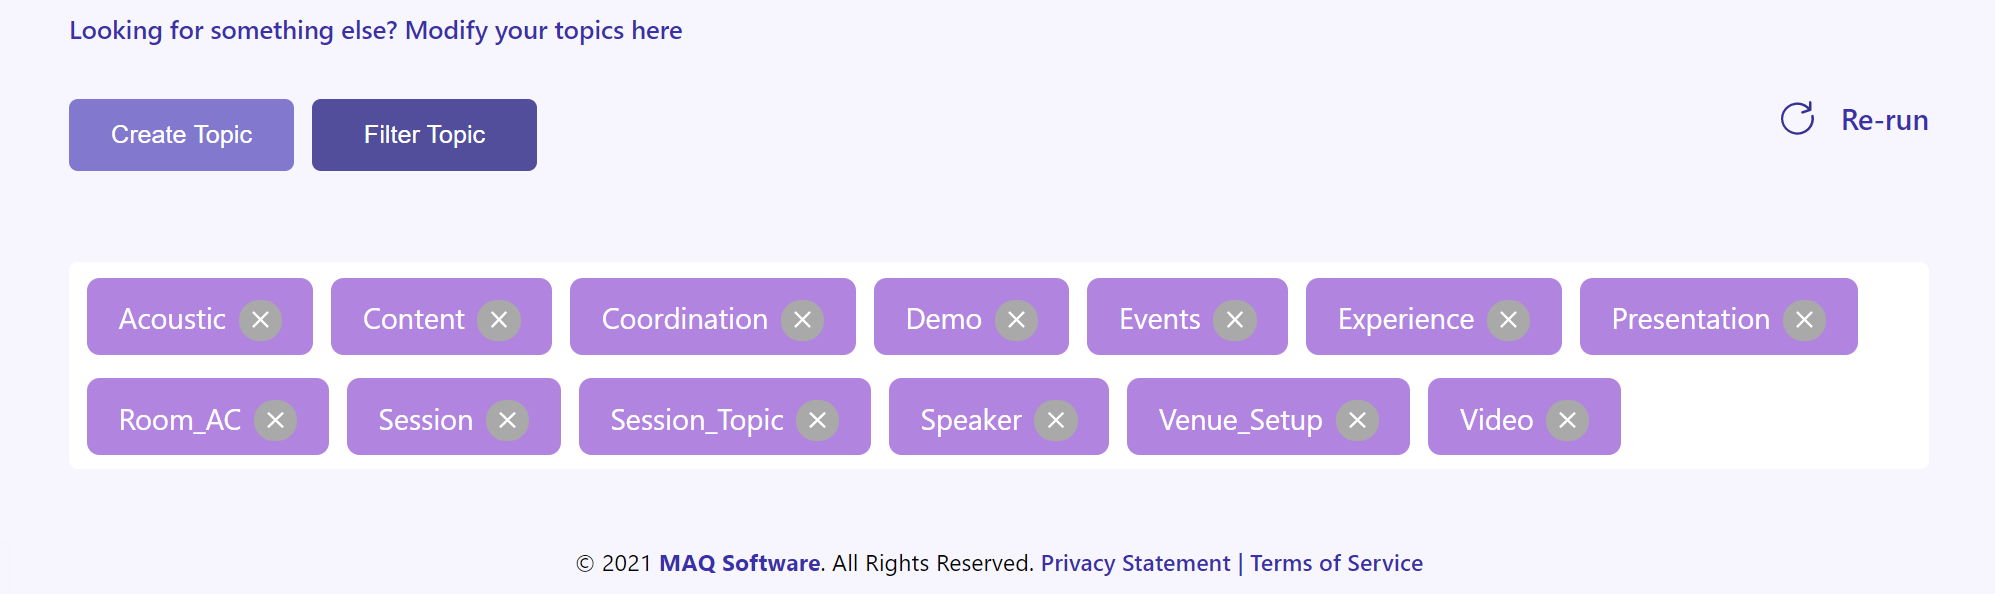 Looking for something else? Modify your topics here
Create Topic Filter Topic Re-run
Acoustic Content Coordination Demo Events Experience Presentation
Room_AC Session Session_Topic Speaker Venue_Setup Video
© 2021 MAQ Software. All Rights Reserved. Privacy Statement | Terms of Service